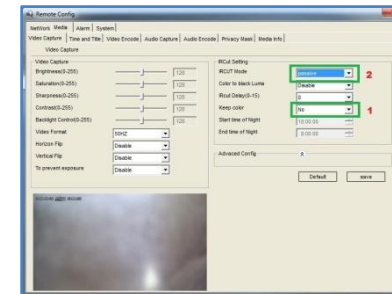 Remote Config
NetWork Media Alarm System
Video Capture Time and Title Video Encode Audio Capture Audio Encode Privacy Mask Media Info
Video Capture
Video Capture
Brightness(0-255) 128
Saturation(0-255) 128
Sharpness(0-255) 128
Contrast(0-255) 128
Backlight Control(0-255) 128
Video Format 50HZ
Horizon Flip Disable
Vertical Flip Disable
To prevent exposure Disable
IRCut Setting
IRCUT Mode passive 2
Color to black Luma Disable
IRcut Delay(0-15) 0
Keep color No 1
Start time of Night 18:00:00
End time of Night 6:00:00
Advaced Config
Default save